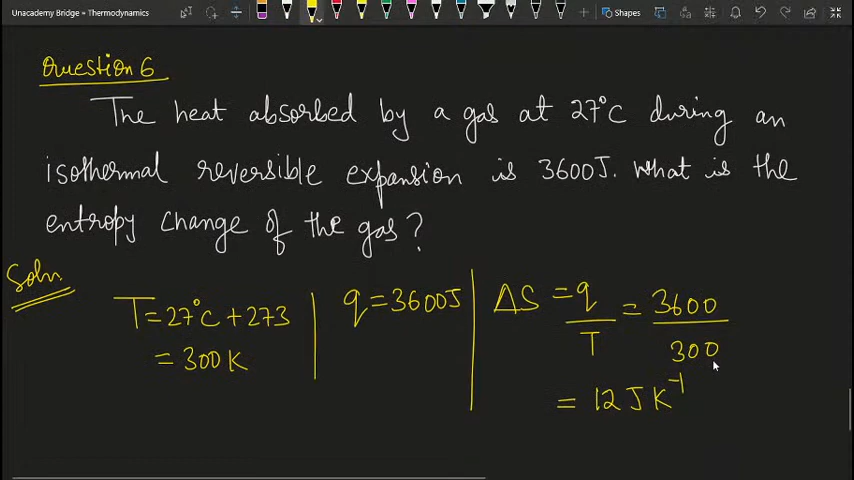 Unacademy Bridge » Thermodynamics
Shapes
Question 6
The heat absorbed by a gas at 27°C during an
isothermal reversible expansion is 3600J. What is the
entropy change of the gas?
Soln.
T = 27°C + 273
= 300 K
q = 3600J
ΔS = q/T = 3600/300
= 12 J K⁻¹